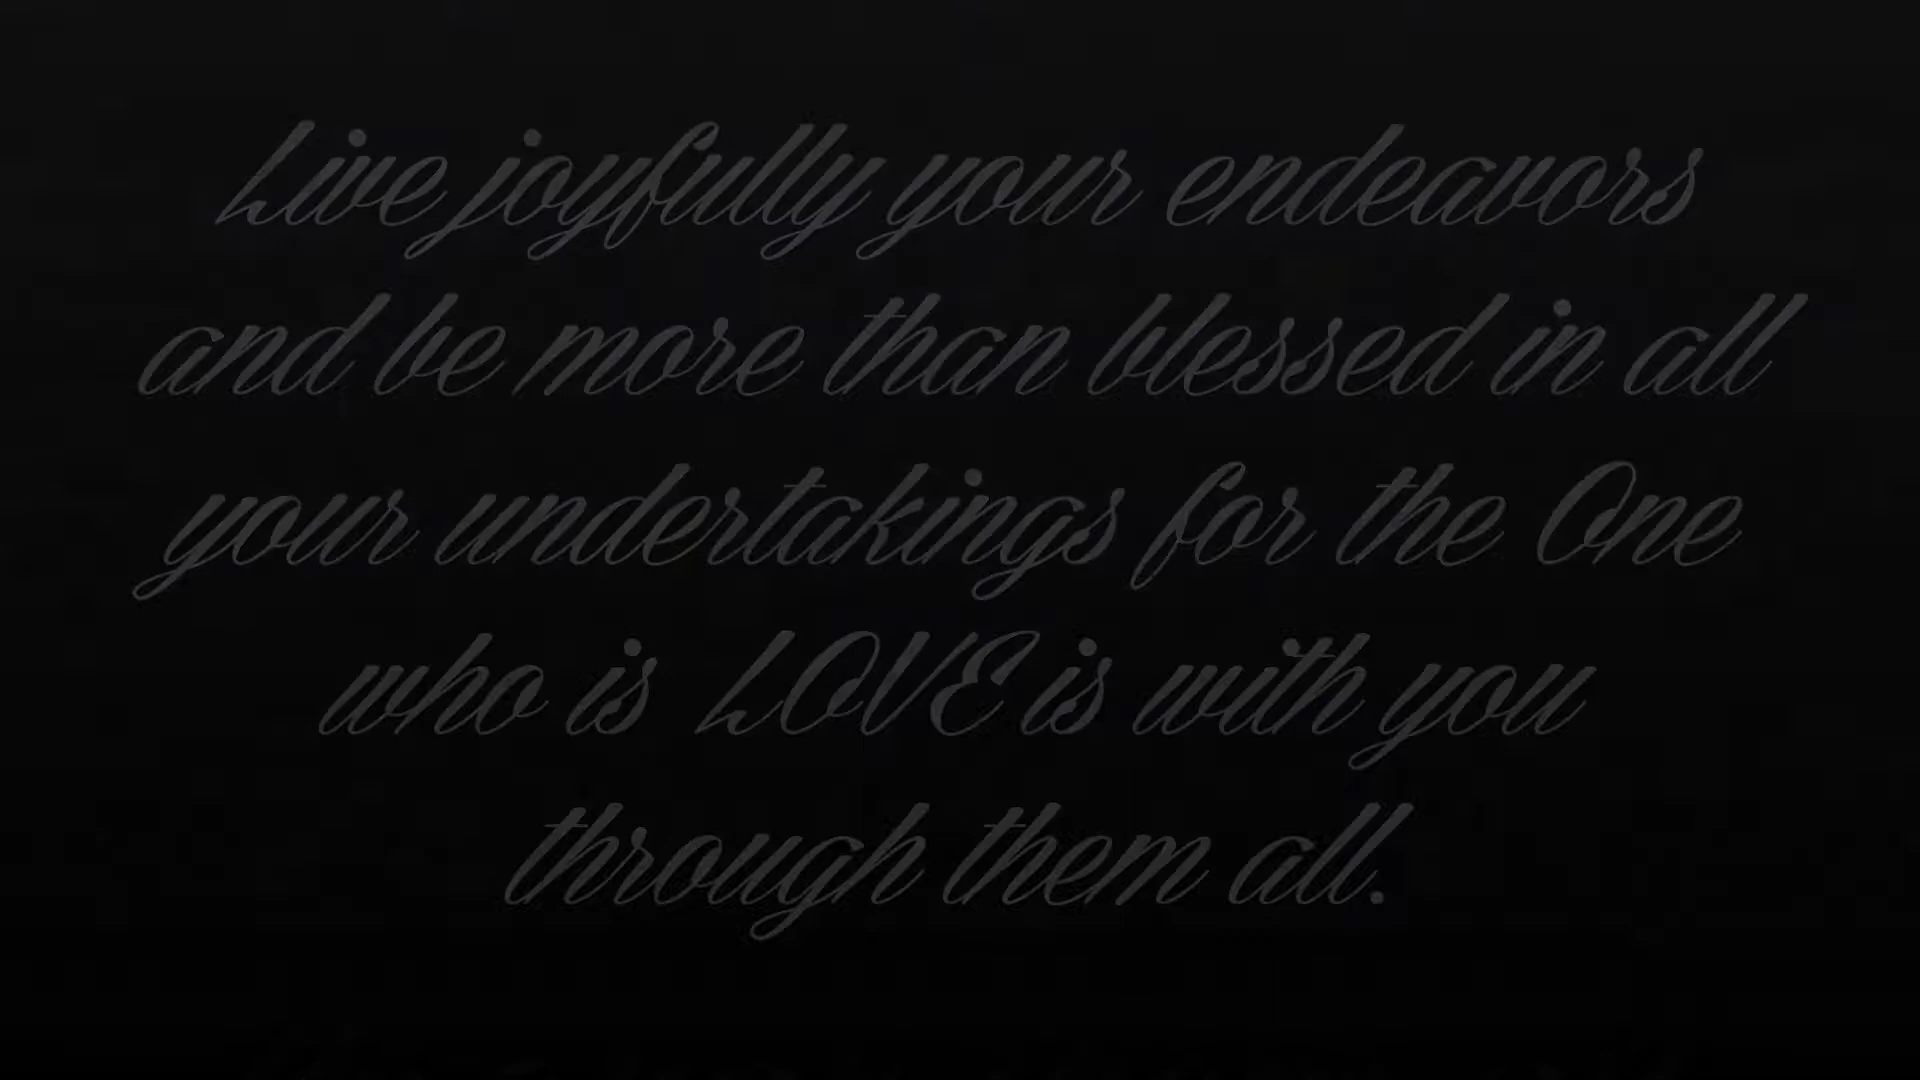 Live joyfully your endeavors
and be more than blessed in all
your undertakings for the One
who is LOVE is with you
through them all.